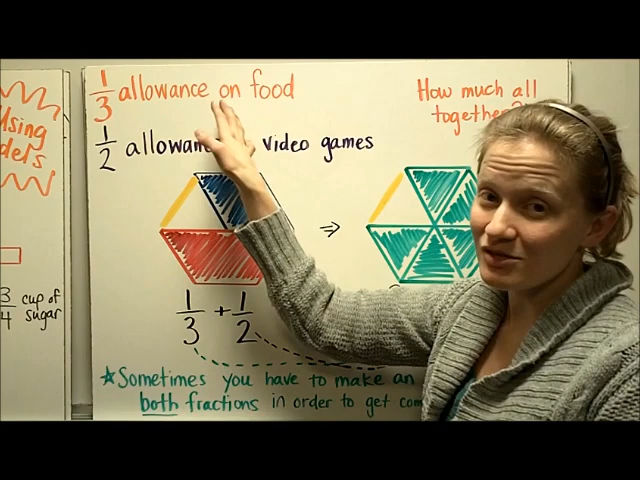 1/3 allowance on food
1/2 allowan video games
How much all
together?
Using
dels
3/4 cup of
sugar
⇒
1/3 + 1/2
★Sometimes you have to make an
both fractions in order to get com